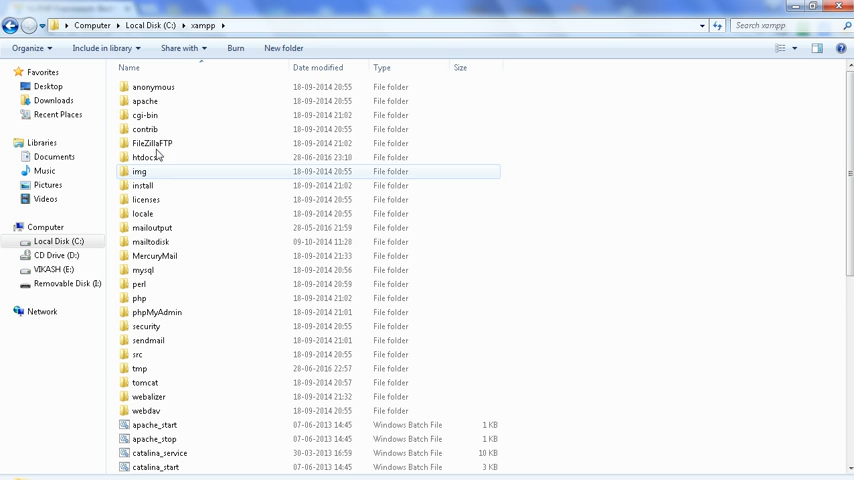 Computer Local Disk (C:) xampp Search xampp
Organize Include in library Share with Burn New folder
Name Date modified Type Size
Favorites
Desktop
Downloads
Recent Places
Libraries
Documents
Music
Pictures
Videos
Computer
Local Disk (C:)
CD Drive (D:)
VIKASH (E:)
Removable Disk (I:)
Network
anonymous 18-09-2014 20:55 File folder
apache 18-09-2014 20:55 File folder
cgi-bin 18-09-2014 21:02 File folder
contrib 18-09-2014 20:55 File folder
FileZillaFTP 18-09-2014 21:02 File folder
htdocs 28-06-2016 23:10 File folder
img 18-09-2014 20:55 File folder
install 18-09-2014 21:02 File folder
licenses 18-09-2014 20:55 File folder
locale 18-09-2014 20:55 File folder
mailoutput 28-05-2016 21:59 File folder
mailtodisk 09-10-2014 11:28 File folder
MercuryMail 18-09-2014 21:33 File folder
mysql 18-09-2014 20:56 File folder
perl 18-09-2014 20:59 File folder
php 18-09-2014 21:02 File folder
phpMyAdmin 18-09-2014 21:01 File folder
security 18-09-2014 20:55 File folder
sendmail 18-09-2014 21:01 File folder
src 18-09-2014 20:55 File folder
tmp 28-06-2016 22:57 File folder
tomcat 18-09-2014 20:57 File folder
webalizer 18-09-2014 21:32 File folder
webdav 18-09-2014 20:55 File folder
apache_start 07-06-2013 14:45 Windows Batch File 1 KB
apache_stop 07-06-2013 14:45 Windows Batch File 1 KB
catalina_service 30-03-2013 16:59 Windows Batch File 10 KB
catalina_start 07-06-2013 14:45 Windows Batch File 3 KB